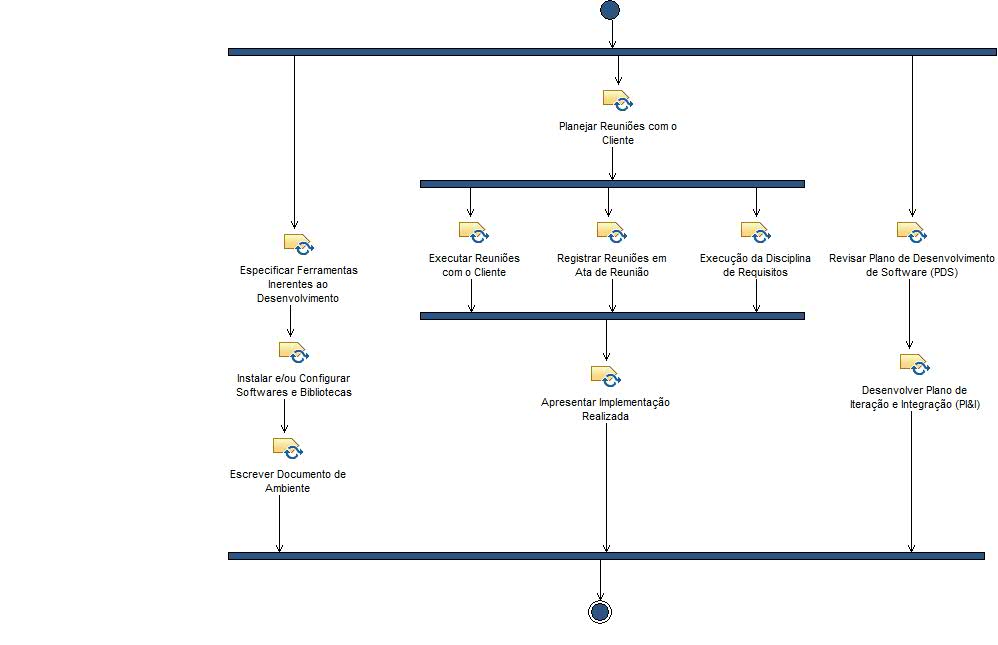 Planejar Reuniões com o
Cliente
Executar Reuniões
com o Cliente
Registrar Reuniões em
Ata de Reunião
Execução da Disciplina
de Requisitos
Revisar Plano de Desenvolvimento
de Software (PDS)
Especificar Ferramentas
Inerentes ao
Desenvolvimento
Instalar e/ou Configurar
Softwares e Bibliotecas
Apresentar Implementação
Realizada
Desenvolver Plano de
Iteração e Integração (PI&I)
Escrever Documento de
Ambiente